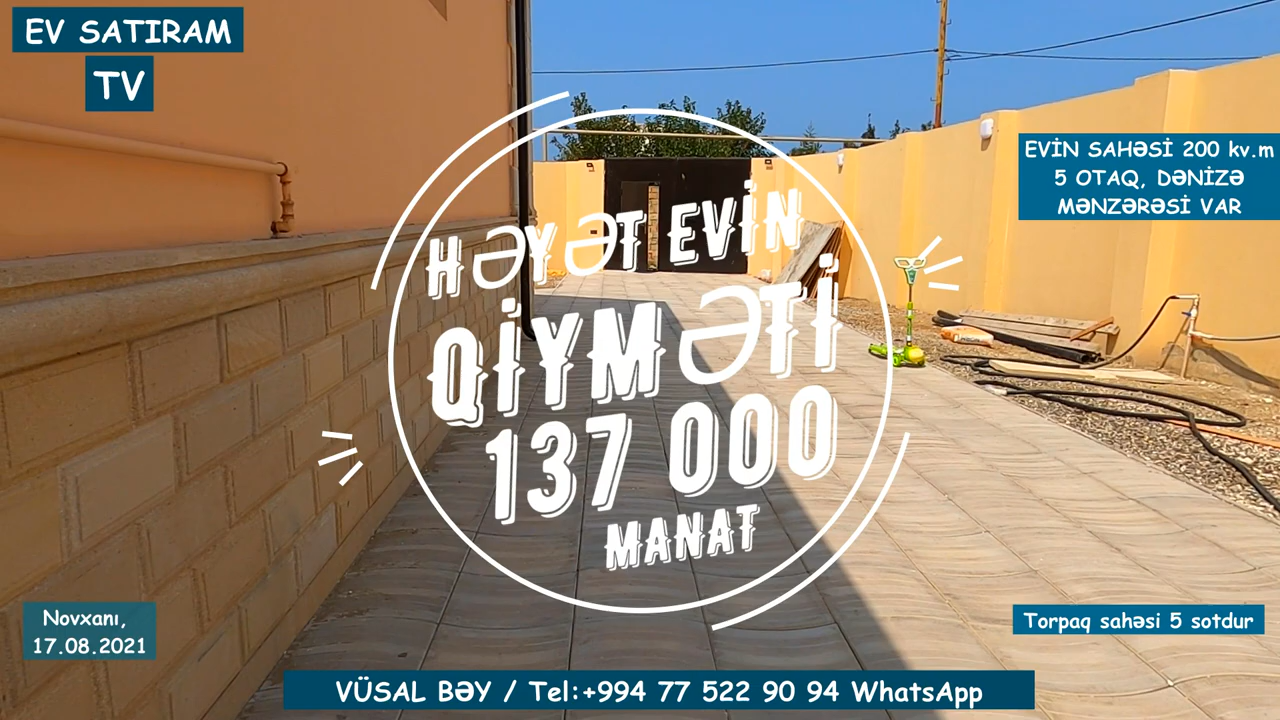 EV SATIRAM
TV
EVİN SAHƏSİ 200 kv.m
5 OTAQ, DƏNİZƏ
MƏNZƏRƏSİ VAR
HƏYƏT EVİN
QİYMƏTİ
137 000
MANAT
Novxanı,
17.08.2021
Torpaq sahəsi 5 sotdur
VÜSAL BƏY / Tel:+994 77 522 90 94 WhatsApp